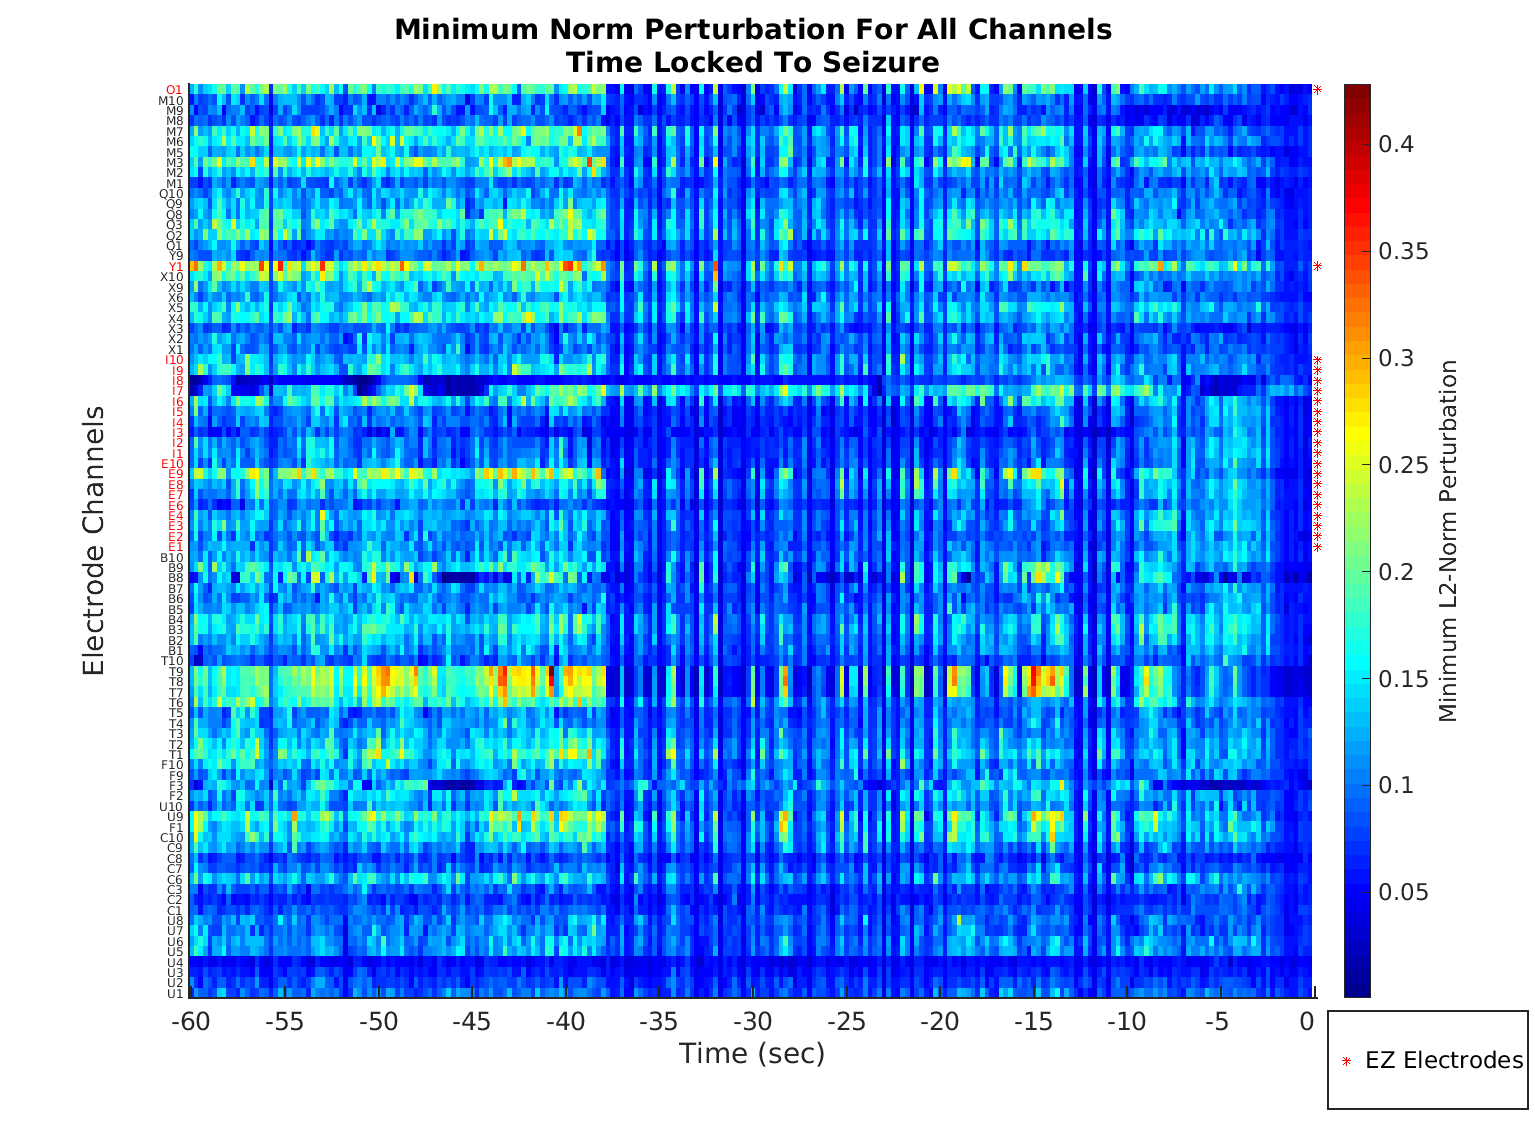 Minimum Norm Perturbation For All Channels
Time Locked To Seizure
Electrode Channels
O1
M10
M9
M8
M7
M6
M5
M3
M2
M1
Q10
Q9
Q8
Q3
Q2
Q1
Y9
Y1
X10
X9
X6
X5
X4
X3
X2
X1
I10
I9
I8
I7
I6
I5
I4
I3
I2
I1
E10
E9
E8
E7
E6
E4
E3
E2
E1
B10
B9
B8
B7
B6
B5
B4
B3
B2
B1
T10
T9
T8
T7
T6
T5
T4
T3
T2
T1
F10
F9
F3
F2
U10
U9
F1
C10
C9
C8
C7
C6
C3
C2
C1
U8
U7
U6
U5
U4
U3
U2
U1
-60 -55 -50 -45 -40 -35 -30 -25 -20 -15 -10 -5 0
Time (sec)
0.4
0.35
0.3
0.25
0.2
0.15
0.1
0.05
Minimum L2-Norm Perturbation
EZ Electrodes